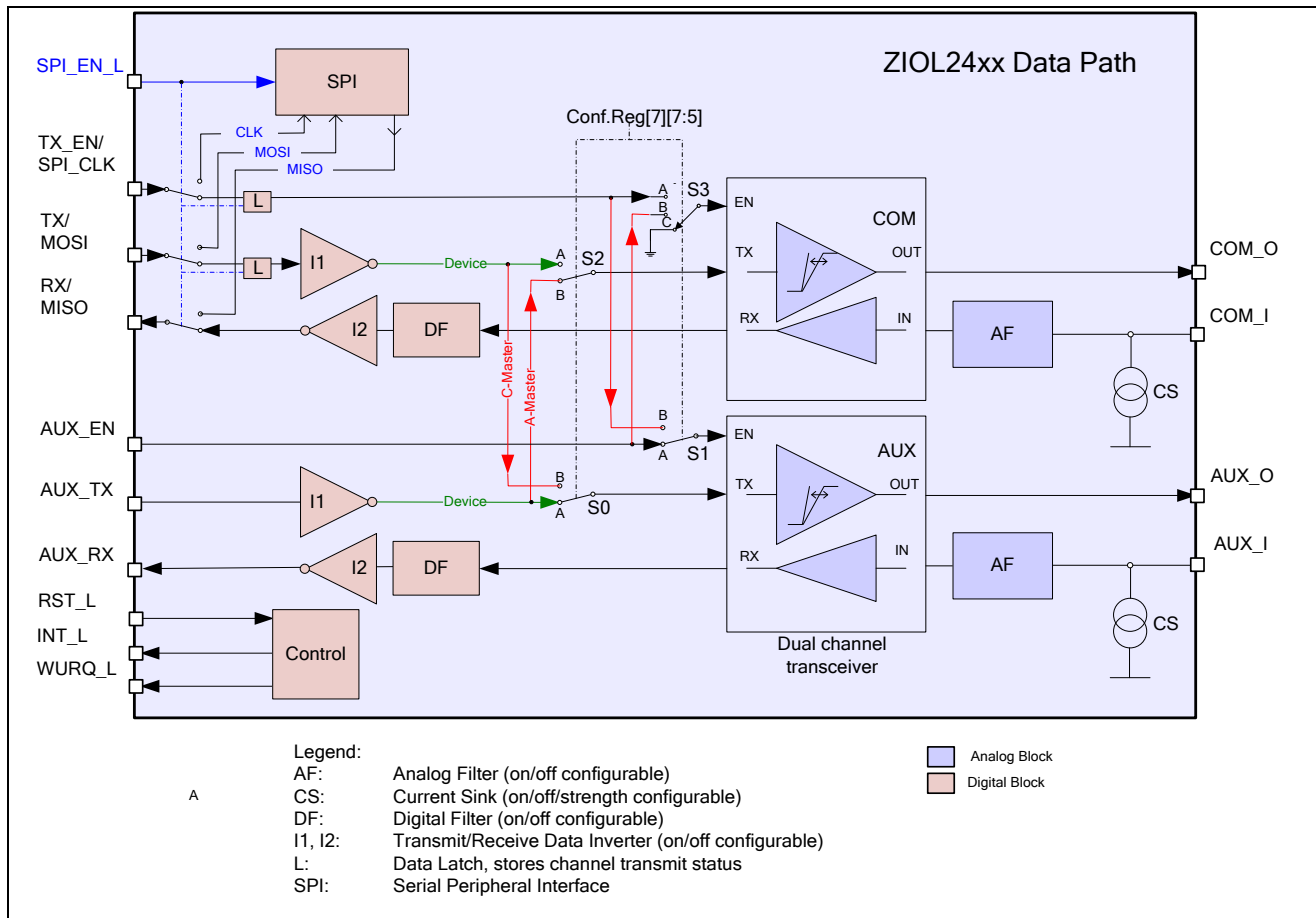 ZIOL24xx Data Path
SPI_EN_L
SPI
Conf.Reg[7][7:5]
CLK
MOSI
MISO
TX_EN/
SPI_CLK
L
A
B
C
S3
EN
COM
TX/
MOSI
L
I1
Device
A
B
S2
TX
OUT
COM_O
RX/
MISO
I2
DF
RX
IN
AF
COM_I
CS
C-Master
A-Master
AUX_EN
B
A
S1
EN
AUX
AUX_TX
I1
Device
B
A
S0
TX
OUT
AUX_O
AUX_RX
I2
DF
RX
IN
AF
AUX_I
CS
RST_L
INT_L
WURQ_L
Control
Dual channel
transceiver
Legend:
AF: Analog Filter (on/off configurable)
A
CS: Current Sink (on/off/strength configurable)
DF: Digital Filter (on/off configurable)
I1, I2: Transmit/Receive Data Inverter (on/off configurable)
L: Data Latch, stores channel transmit status
SPI: Serial Peripheral Interface
Analog Block
Digital Block